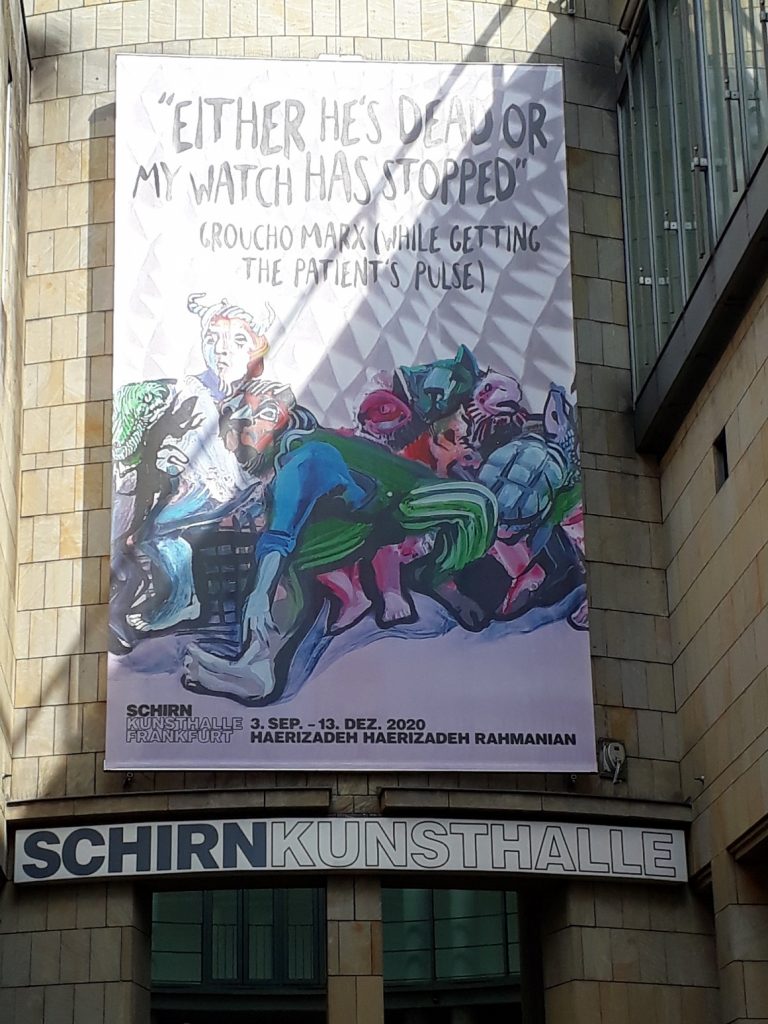 "EITHER HE'S DEAD OR
MY WATCH HAS STOPPED"
GROUCHO MARX (WHILE GETTING
THE PATIENT'S PULSE)
SCHIRN
KUNSTHALLE
FRANKFURT
3. SEP. – 13. DEZ. 2020
HAERIZADEH HAERIZADEH RAHMANIAN
SCHIRNKUNSTHALLE